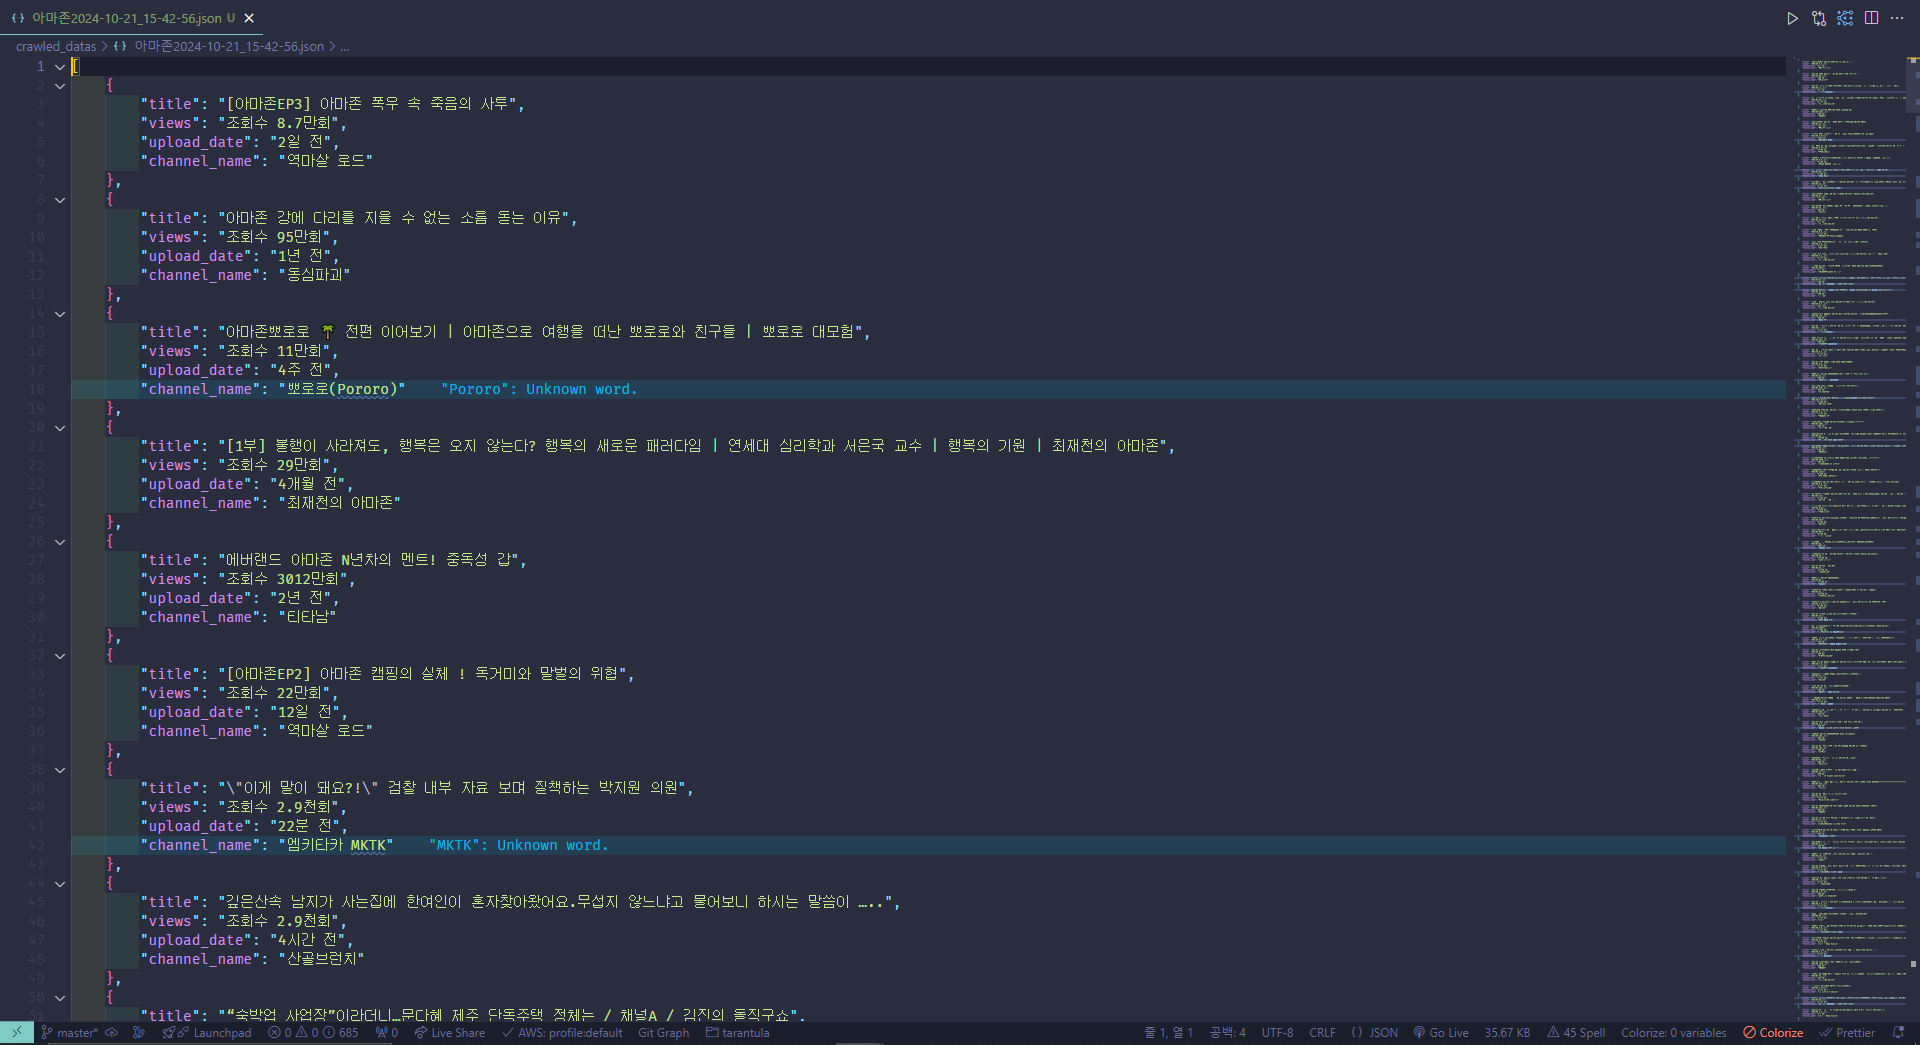 아마존2024-10-21_15-42-56.json U
crawled_datas > {} 아마존2024-10-21_15-42-56.json > ...
1 [
2 {
3 "title": "[아마존EP3] 아마존 폭우 속 죽음의 사투",
4 "views": "조회수 8.7만회",
5 "upload_date": "2일 전",
6 "channel_name": "역마살 로드"
7 },
8 {
9 "title": "아마존 강에 다리를 지을 수 없는 소름 돋는 이유",
10 "views": "조회수 95만회",
11 "upload_date": "1년 전",
12 "channel_name": "동심파괴"
13 },
14 {
15 "title": "아마존뽀로로 🌴 전편 이어보기 | 아마존으로 여행을 떠난 뽀로로와 친구들 | 뽀로로 대모험",
16 "views": "조회수 11만회",
17 "upload_date": "4주 전",
18 "channel_name": "뽀로로(Pororo)" "Pororo": Unknown word.
19 },
20 {
21 "title": "[1부] 불행이 사라져도, 행복은 오지 않는다? 행복의 새로운 패러다임 | 연세대 심리학과 서은국 교수 | 행복의 기원 | 최재천의 아마존",
22 "views": "조회수 29만회",
23 "upload_date": "4개월 전",
24 "channel_name": "최재천의 아마존"
25 },
26 {
27 "title": "에버랜드 아마존 N년차의 멘트! 중독성 갑",
28 "views": "조회수 3012만회",
29 "upload_date": "2년 전",
30 "channel_name": "티타남"
31 },
32 {
33 "title": "[아마존EP2] 아마존 캠핑의 실체 ! 독거미와 말벌의 위협",
34 "views": "조회수 22만회",
35 "upload_date": "12일 전",
36 "channel_name": "역마살 로드"
37 },
38 {
39 "title": "\"이게 말이 돼요?!\" 검찰 내부 자료 보며 질책하는 박지원 의원",
40 "views": "조회수 2.9천회",
41 "upload_date": "22분 전",
42 "channel_name": "엠키타카 MKTK" "MKTK": Unknown word.
43 },
44 {
45 "title": "깊은산속 남자가 사는집에 한여인이 혼자찾아왔어요.무섭지 않느냐고 물어보니 하시는 말씀이 …..",
46 "views": "조회수 2.9천회",
47 "upload_date": "4시간 전",
48 "channel_name": "산골브런치"
49 },
50 {
51 "title": "“숙박업 사업장”이라더니…문다혜 제주 단독주택 정체는 / 채널A / 김진의 돌직구쇼",
master* Launchpad 0 0 685 0 Live Share AWS: profile:default Git Graph tarantula 줄 1, 열 1 공백: 4 UTF-8 CRLF {} JSON Go Live 35.67 KB 45 Spell Colorize: 0 variables Colorize Prettier